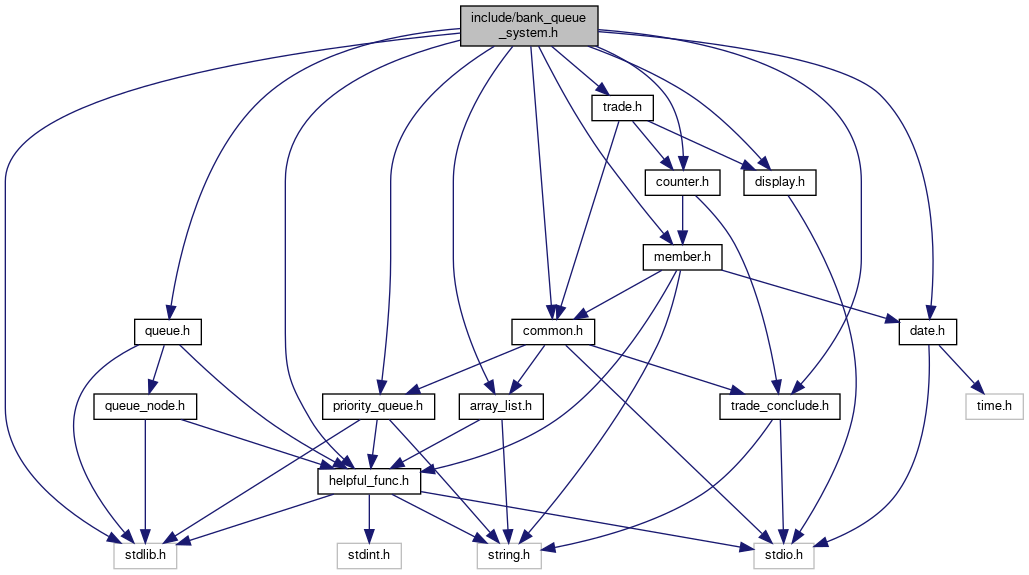 include/bank_queue
_system.h
trade.h
counter.h
display.h
member.h
queue.h
common.h
date.h
queue_node.h
priority_queue.h
array_list.h
trade_conclude.h
time.h
helpful_func.h
stdlib.h
stdint.h
string.h
stdio.h